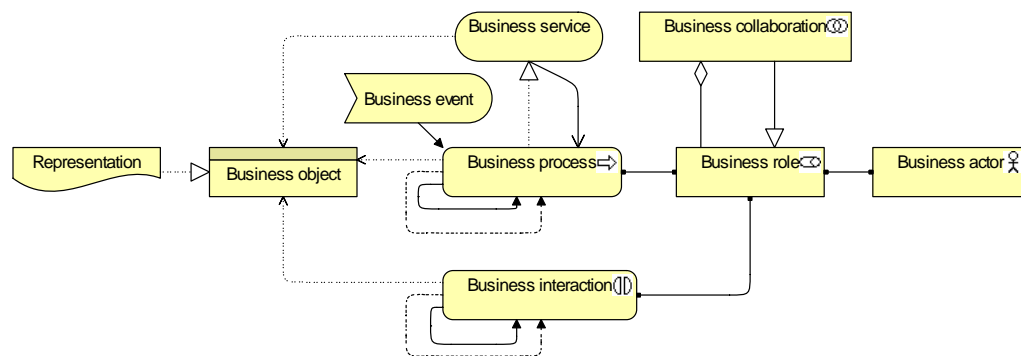 Business service
Business collaboration
Business event
Representation
Business object
Business process
Business role
Business actor
Business interaction